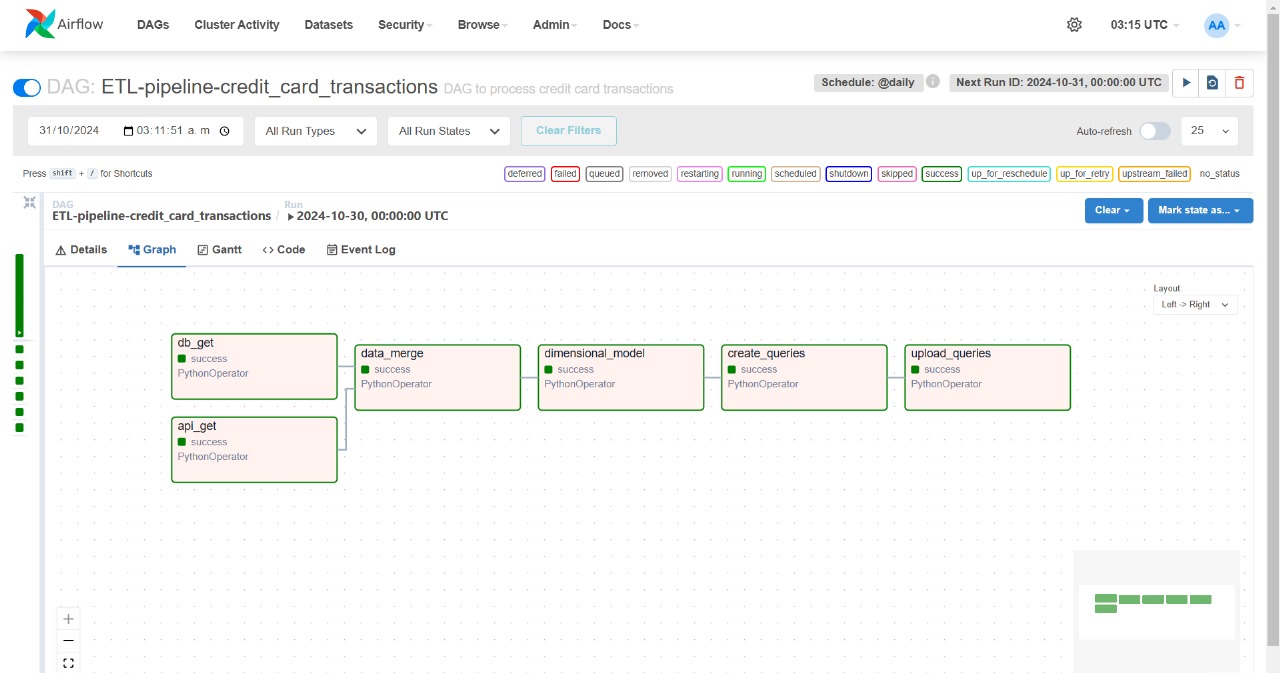 Airflow DAGs Cluster Activity Datasets Security Browse Admin Docs 03:15 UTC AA
DAG: ETL-pipeline-credit_card_transactions DAG to process credit card transactions Schedule: @daily Next Run ID: 2024-10-31, 00:00:00 UTC
31/10/2024 03:11:51 a. m All Run Types All Run States Clear Filters Auto-refresh 25
Press shift + / for Shortcuts deferred failed queued removed restarting running scheduled shutdown skipped success up_for_reschedule up_for_retry upstream_failed no_status
DAG Run
ETL-pipeline-credit_card_transactions / 2024-10-30, 00:00:00 UTC Clear Mark state as...
Details Graph Gantt Code Event Log
Layout:
Left -> Right
db_get
success
PythonOperator
api_get
success
PythonOperator
data_merge
success
PythonOperator
dimensional_model
success
PythonOperator
create_queries
success
PythonOperator
upload_queries
success
PythonOperator